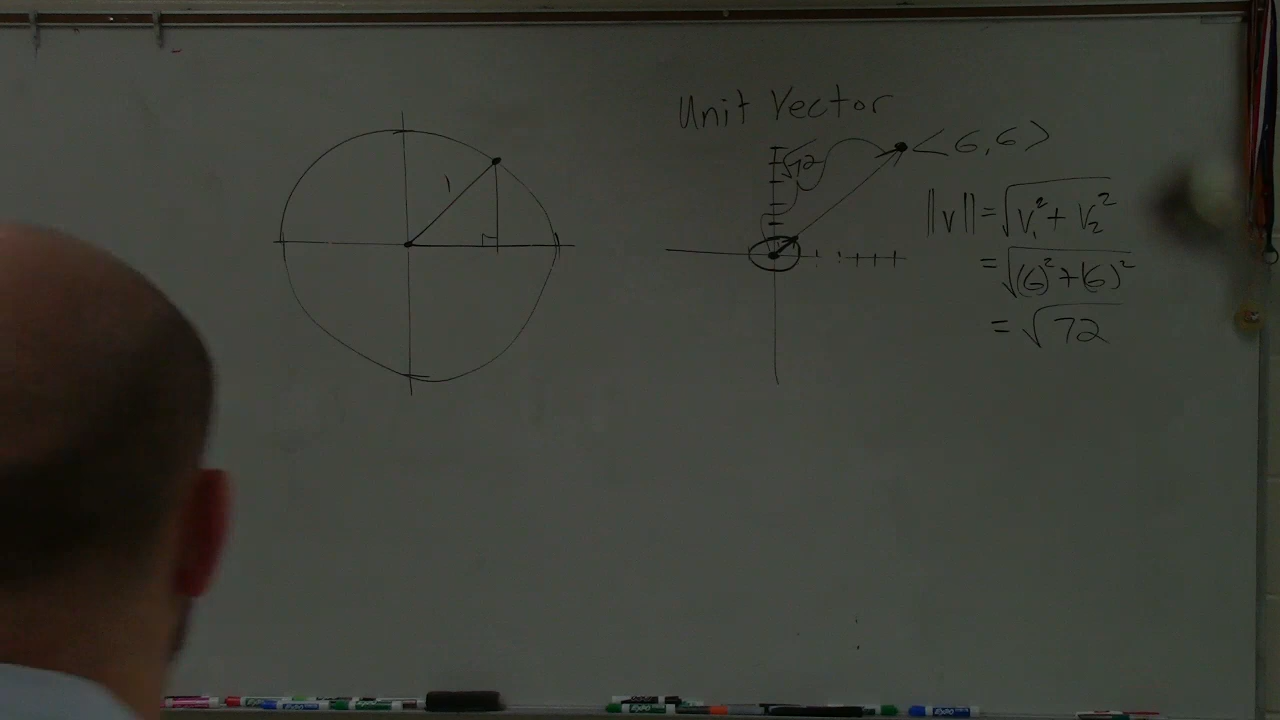 Unit Vector
1
√72
<6,6>
||v|| = √v₁² + v₂²
= √(6)² + (6)²
= √72